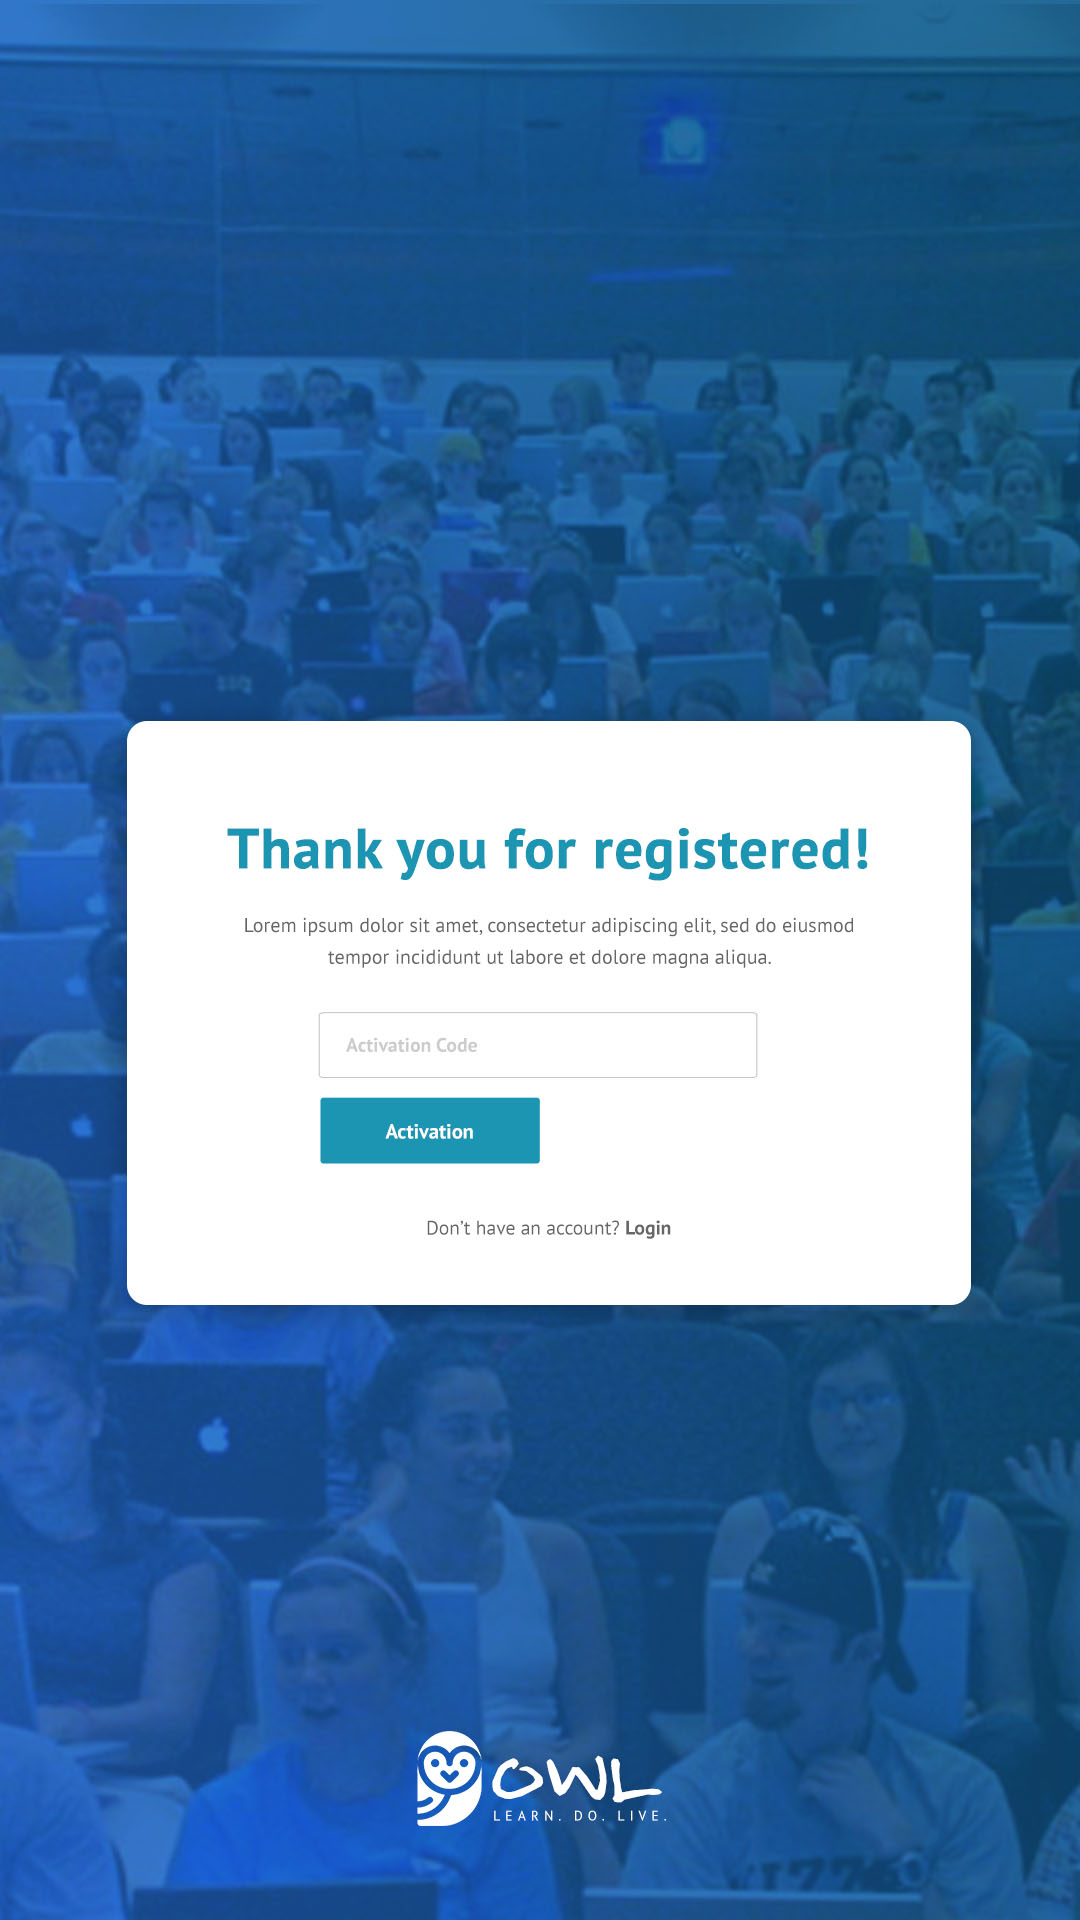 Thank you for registered!
Lorem ipsum dolor sit amet, consectetur adipiscing elit, sed do eiusmod
tempor incididunt ut labore et dolore magna aliqua.
Activation Code
Activation
Don't have an account? Login
OWL
LEARN. DO. LIVE.